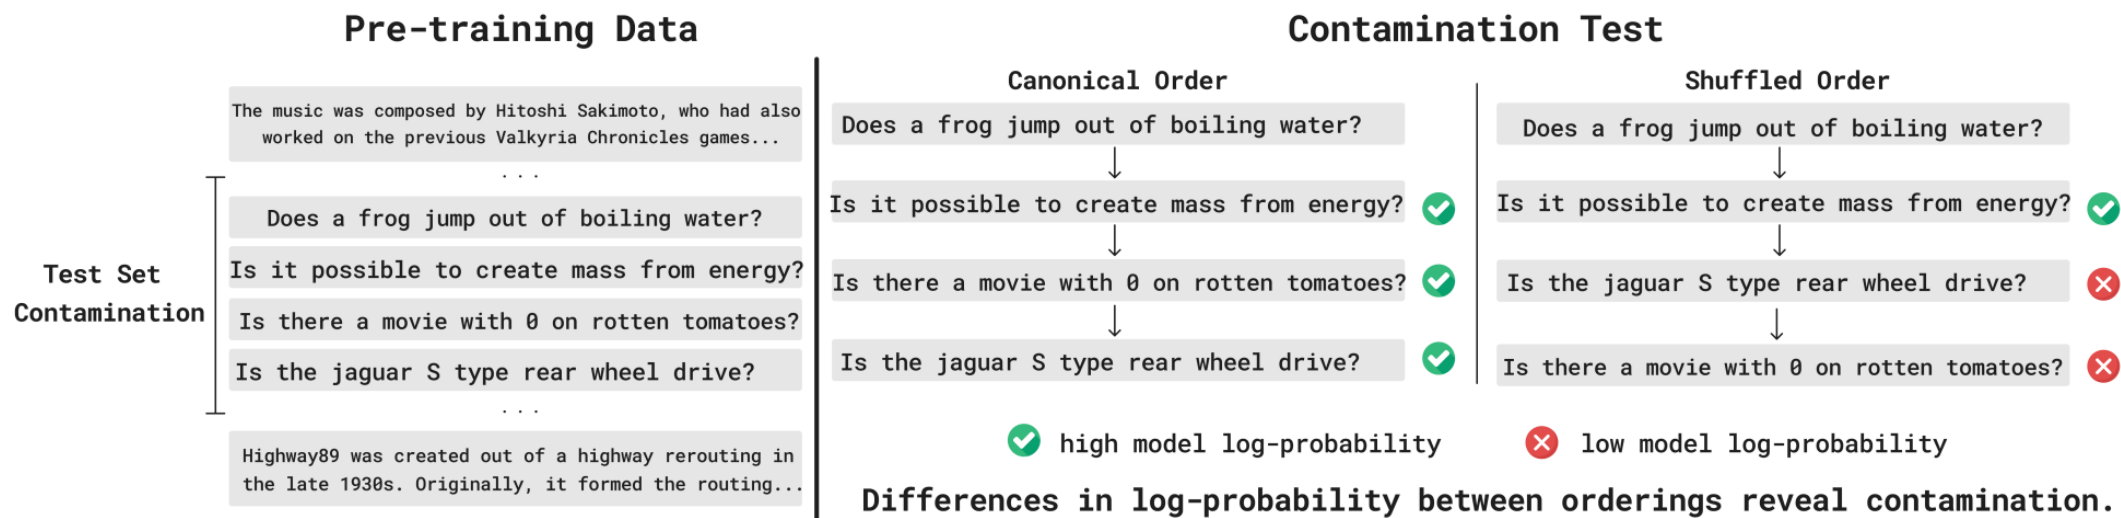 Pre-training Data
The music was composed by Hitoshi Sakimoto, who had also
worked on the previous Valkyria Chronicles games...
...
Test Set
Contamination
Does a frog jump out of boiling water?
Is it possible to create mass from energy?
Is there a movie with 0 on rotten tomatoes?
Is the jaguar S type rear wheel drive?
...
Highway89 was created out of a highway rerouting in
the late 1930s. Originally, it formed the routing...
Contamination Test
Canonical Order
Does a frog jump out of boiling water?
Is it possible to create mass from energy?
Is there a movie with 0 on rotten tomatoes?
Is the jaguar S type rear wheel drive?
Shuffled Order
Does a frog jump out of boiling water?
Is it possible to create mass from energy?
Is the jaguar S type rear wheel drive?
Is there a movie with 0 on rotten tomatoes?
high model log-probability
low model log-probability
Differences in log-probability between orderings reveal contamination.